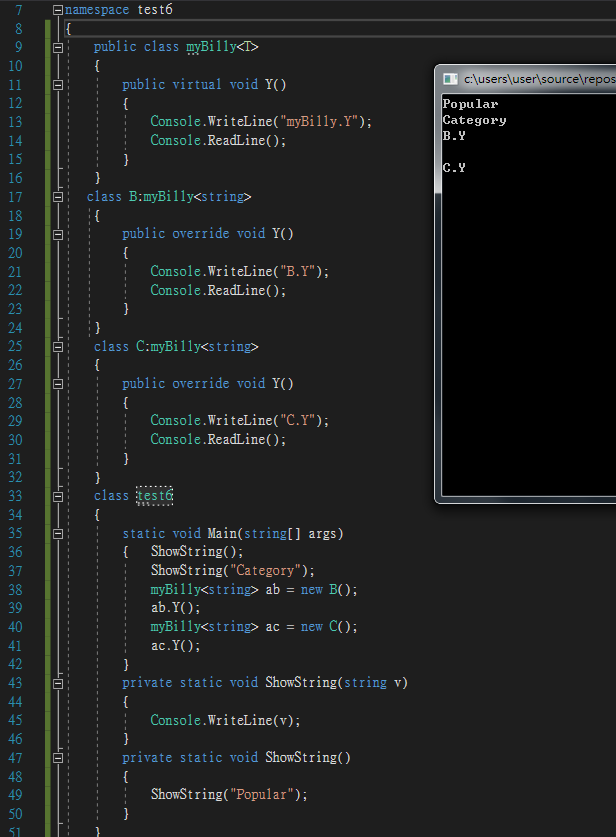 7 namespace test6
8 {
9 public class myBilly<T>
10 {
11 public virtual void Y()
12 {
13 Console.WriteLine("myBilly.Y");
14 Console.ReadLine();
15 }
16 }
17 class B:myBilly<string>
18 {
19 public override void Y()
20 {
21 Console.WriteLine("B.Y");
22 Console.ReadLine();
23 }
24 }
25 class C:myBilly<string>
26 {
27 public override void Y()
28 {
29 Console.WriteLine("C.Y");
30 Console.ReadLine();
31 }
32 }
33 class test6
34 {
35 static void Main(string[] args)
36 { ShowString();
37 ShowString("Category");
38 myBilly<string> ab = new B();
39 ab.Y();
40 myBilly<string> ac = new C();
41 ac.Y();
42 }
43 private static void ShowString(string v)
44 {
45 Console.WriteLine(v);
46 }
47 private static void ShowString()
48 {
49 ShowString("Popular");
50 }
51 }
c:\users\user\source\repos
Popular
Category
B.Y
C.Y